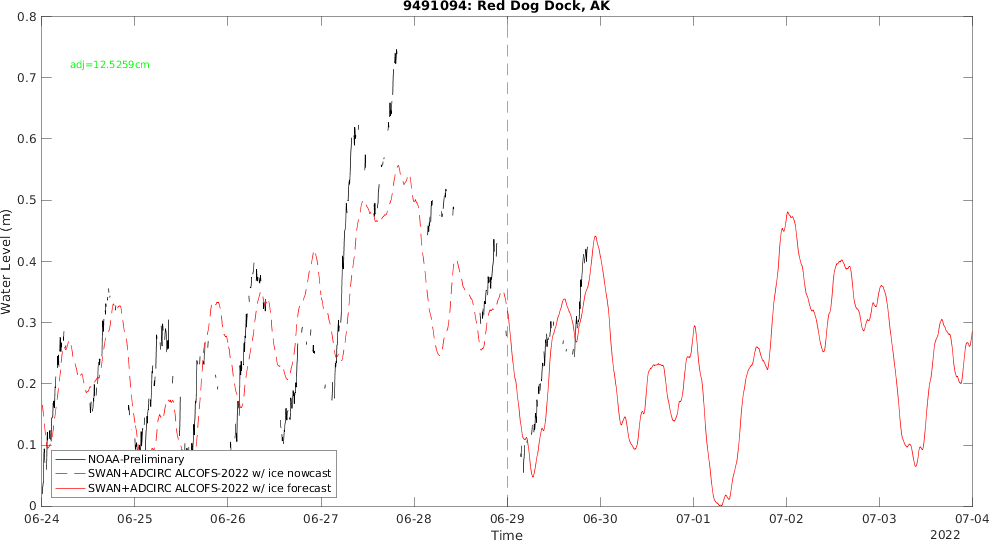 9491094: Red Dog Dock, AK
adj=12.5259cm
Water Level (m)
0.8
0.7
0.6
0.5
0.4
0.3
0.2
0.1
0
NOAA-Preliminary
SWAN+ADCIRC ALCOFS-2022 w/ ice nowcast
SWAN+ADCIRC ALCOFS-2022 w/ ice forecast
06-24 06-25 06-26 06-27 06-28 06-29 06-30 07-01 07-02 07-03 07-04
Time
2022